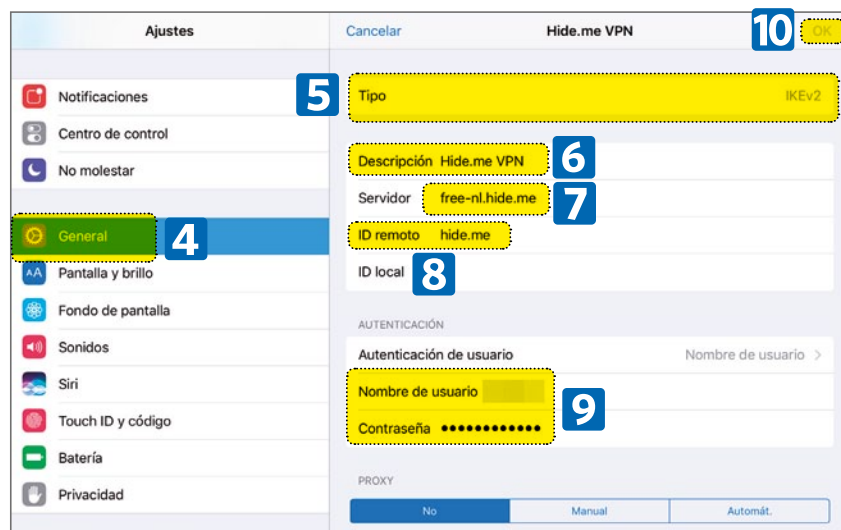 Ajustes
Cancelar
Hide.me VPN
10
OK
Notificaciones
Centro de control
No molestar
General
4
Pantalla y brillo
Fondo de pantalla
Sonidos
Siri
Touch ID y código
Batería
Privacidad
5
Tipo
IKEv2
Descripción Hide.me VPN
6
Servidor free-nl.hide.me
7
ID remoto hide.me
ID local
8
AUTENTICACIÓN
Autenticación de usuario
Nombre de usuario >
Nombre de usuario
Contraseña ●●●●●●●●●●●●
9
PROXY
No
Manual
Automát.